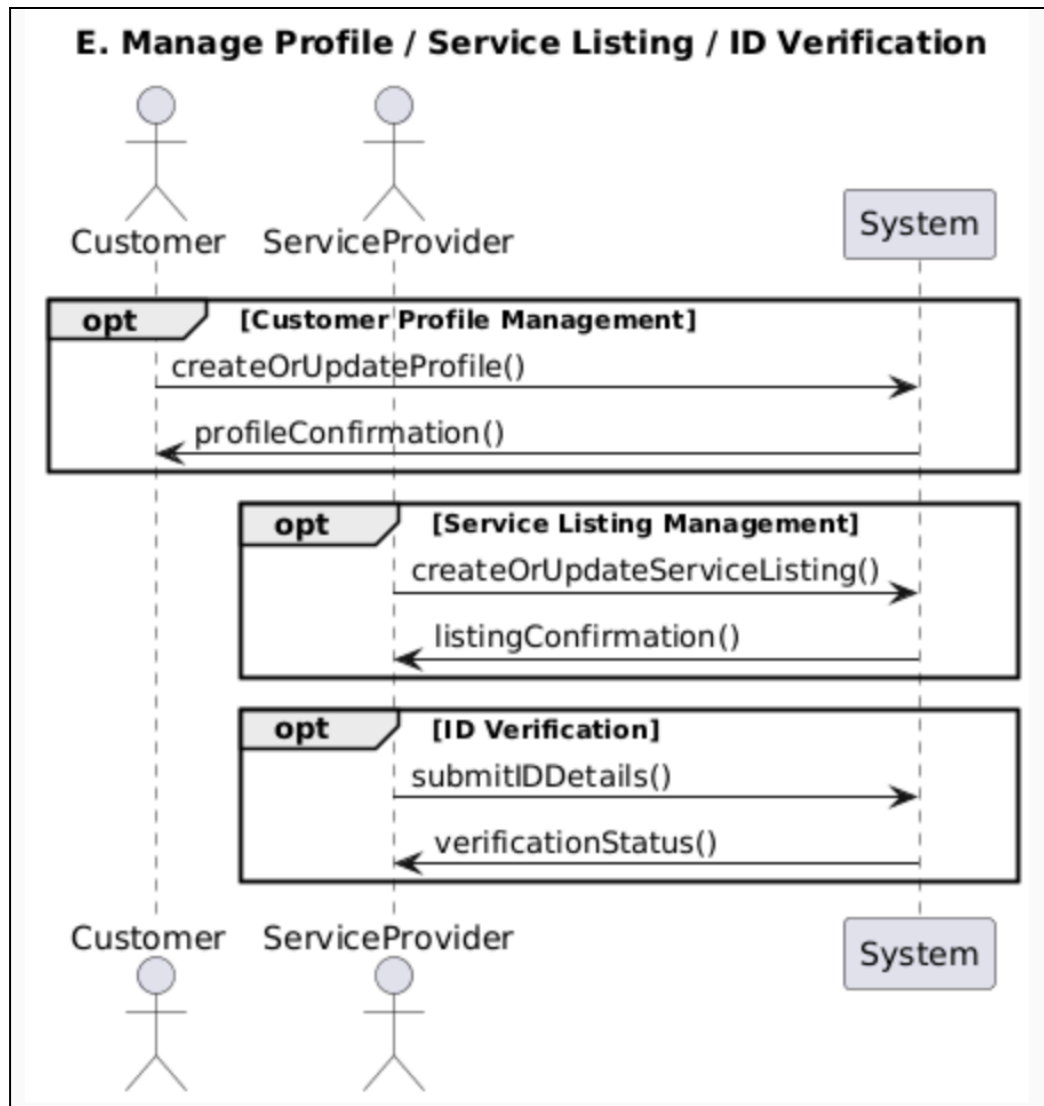 E. Manage Profile / Service Listing / ID Verification
Customer
ServiceProvider
System
opt
[Customer Profile Management]
createOrUpdateProfile()
profileConfirmation()
opt
[Service Listing Management]
createOrUpdateServiceListing()
listingConfirmation()
opt
[ID Verification]
submitIDDetails()
verificationStatus()
Customer
ServiceProvider
System